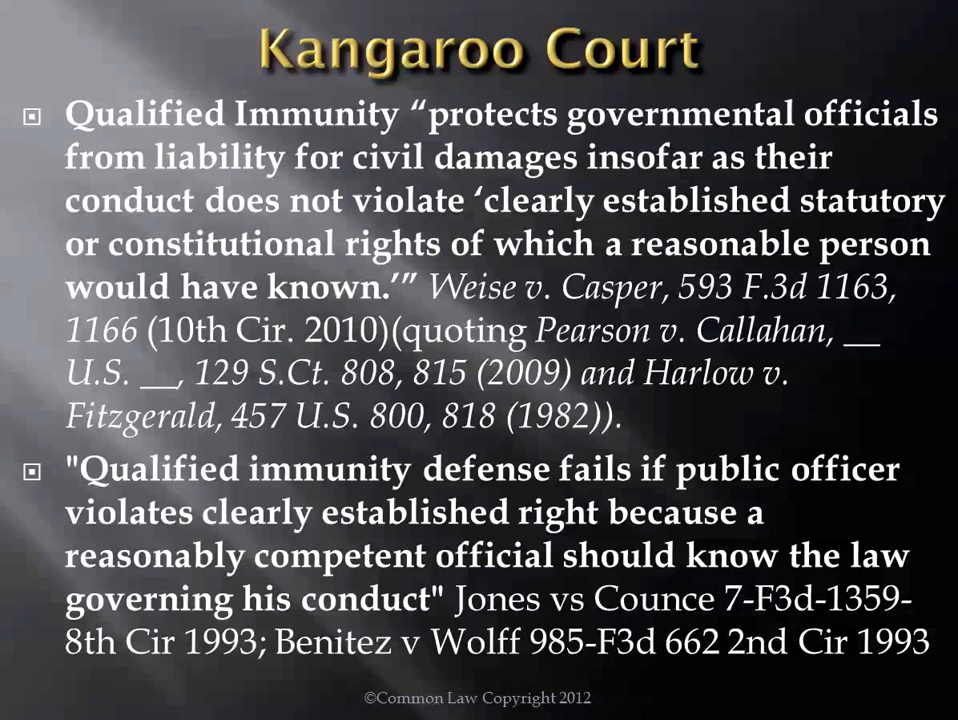 Kangaroo Court
Qualified Immunity “protects governmental officials
from liability for civil damages insofar as their
conduct does not violate ‘clearly established statutory
or constitutional rights of which a reasonable person
would have known.’” Weise v. Casper, 593 F.3d 1163,
1166 (10th Cir. 2010)(quoting Pearson v. Callahan, __
U.S. __, 129 S.Ct. 808, 815 (2009) and Harlow v.
Fitzgerald, 457 U.S. 800, 818 (1982)).
"Qualified immunity defense fails if public officer
violates clearly established right because a
reasonably competent official should know the law
governing his conduct" Jones vs Counce 7-F3d-1359-
8th Cir 1993; Benitez v Wolff 985-F3d 662 2nd Cir 1993
©Common Law Copyright 2012